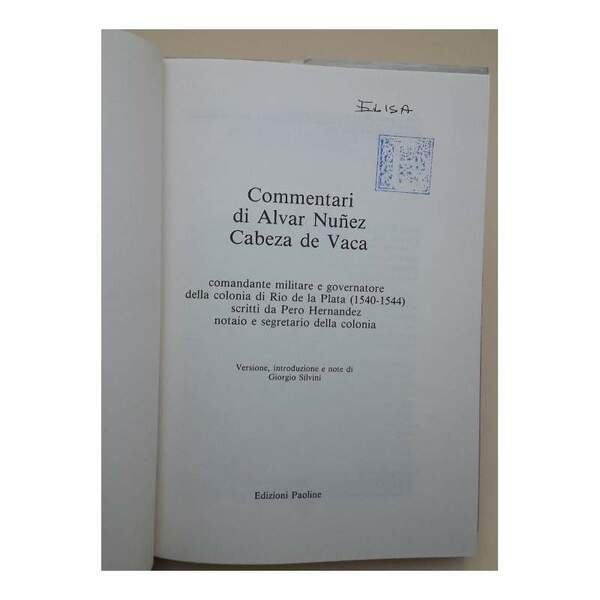 ELISA
Commentari
di Alvar Nuñez
Cabeza de Vaca
comandante militare e governatore
della colonia di Rio de la Plata (1540-1544)
scritti da Pero Hernandez
notaio e segretario della colonia
Versione, introduzione e note di
Giorgio Silvini
Edizioni Paoline